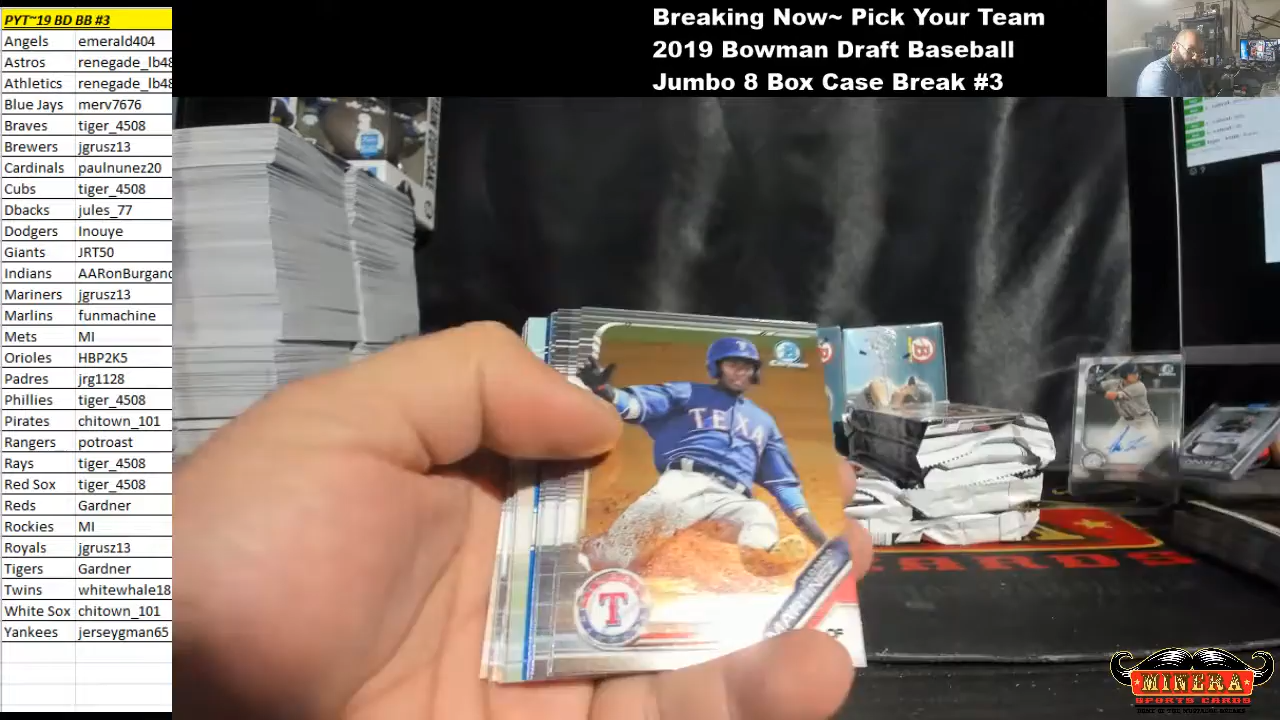 PYT~19 BD BB #3
Angels emerald404
Astros renegade_lb48
Athletics renegade_lb48
Blue Jays merv7676
Braves tiger_4508
Brewers jgrusz13
Cardinals paulnunez20
Cubs tiger_4508
Dbacks jules_77
Dodgers Inouye
Giants JRT50
Indians AARonBurgand
Mariners jgrusz13
Marlins funmachine
Mets MI
Orioles HBP2K5
Padres jrg1128
Phillies tiger_4508
Pirates chitown_101
Rangers potroast
Rays tiger_4508
Red Sox tiger_4508
Reds Gardner
Rockies MI
Royals jgrusz13
Tigers Gardner
Twins whitewhale18
White Sox chitown_101
Yankees jerseygman65
Breaking Now~ Pick Your Team
2019 Bowman Draft Baseball
Jumbo 8 Box Case Break #3
TEXA
T
OF
MINERA
SPORTS CARDS